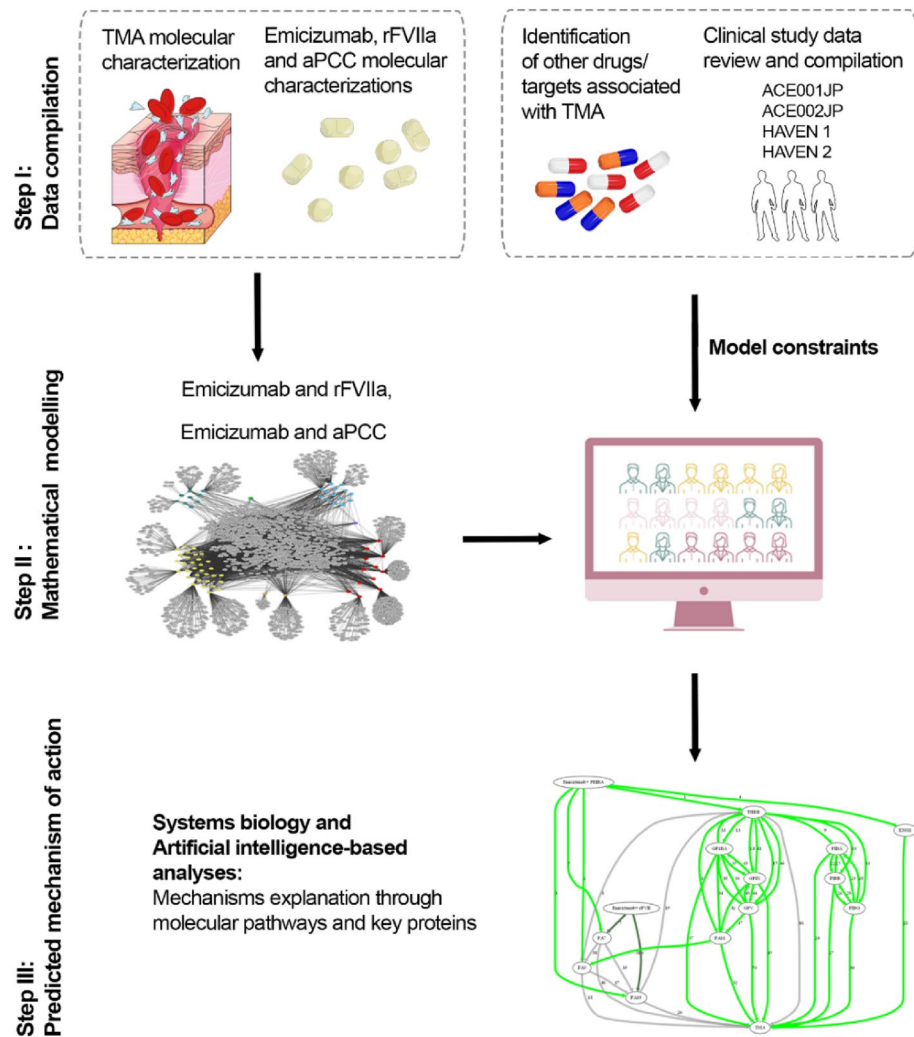 Step I:
Data compilation
TMA molecular
characterization
Emicizumab, rFVIIa
and aPCC molecular
characterizations
Identification
of other drugs/
targets associated
with TMA
Clinical study data
review and compilation
ACE001JP
ACE002JP
HAVEN 1
HAVEN 2
Step II :
Mathematical modelling
Emicizumab and rFVIIa,
Emicizumab and aPCC
Model constraints
Step III:
Predicted mechanism of action
Systems biology and
Artificial intelligence-based
analyses:
Mechanisms explanation through
molecular pathways and key proteins
TMA